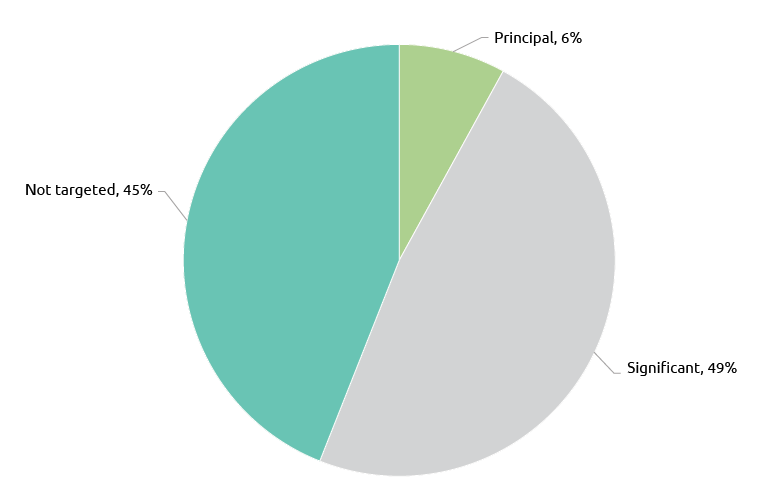 Principal, 6%
Not targeted, 45%
Significant, 49%